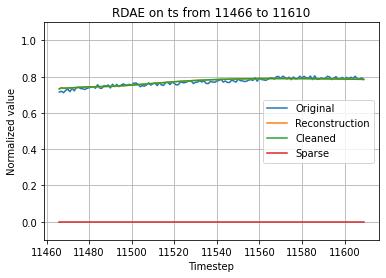 RDAE on ts from 11466 to 11610
1.0
0.8
0.6
0.4
0.2
0.0
Normalized value
Original
Reconstruction
Cleaned
Sparse
11460 11480 11500 11520 11540 11560 11580 11600
Timestep